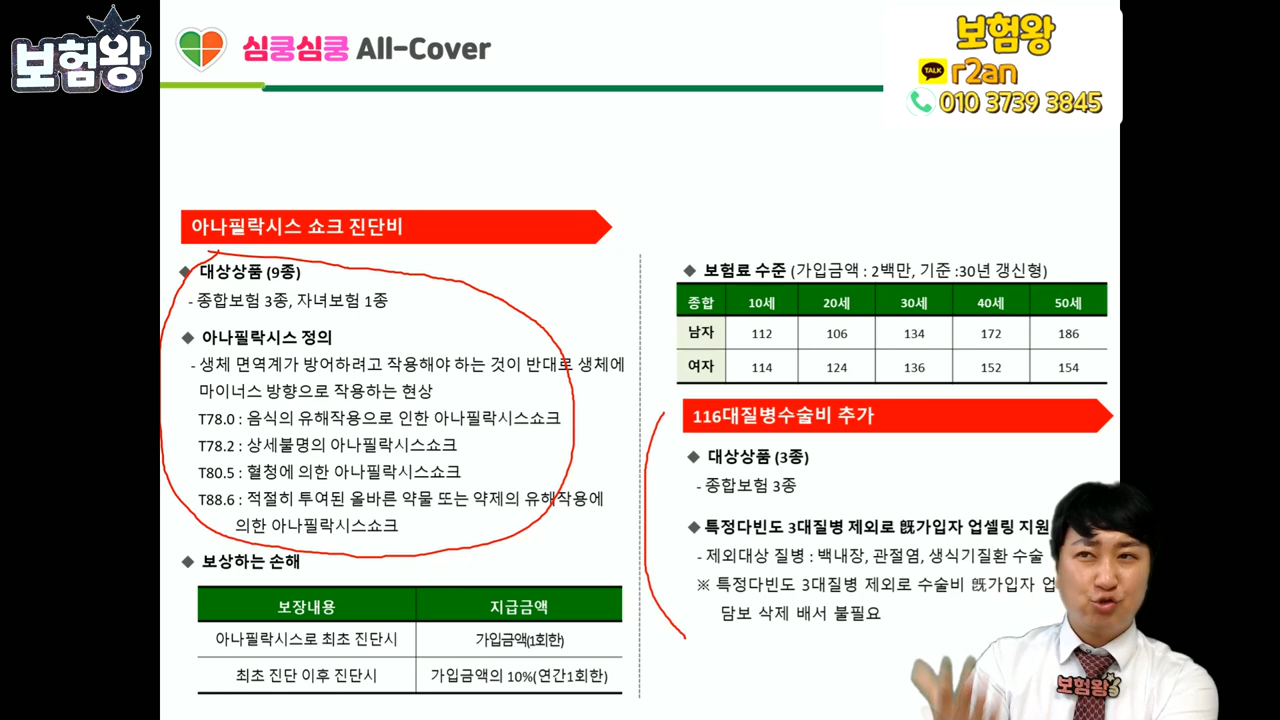 보험왕
심쿵심쿵 All-Cover
보험왕
TALK r2an
010 3739 3845
아나필락시스 쇼크 진단비
◆ 대상상품 (9종)
- 종합보험 3종, 자녀보험 1종
◆ 아나필락시스 정의
- 생체 면역계가 방어하려고 작용해야 하는 것이 반대로 생체에
마이너스 방향으로 작용하는 현상
T78.0 : 음식의 유해작용으로 인한 아나필락시스쇼크
T78.2 : 상세불명의 아나필락시스쇼크
T80.5 : 혈청에 의한 아나필락시스쇼크
T88.6 : 적절히 투여된 올바른 약물 또는 약제의 유해작용에
의한 아나필락시스쇼크
◆ 보상하는 손해
보장내용 지급금액
아나필락시스로 최초 진단시 가입금액(1회한)
최초 진단 이후 진단시 가입금액의 10%(연간1회한)
◆ 보험료 수준 (가입금액 : 2백만, 기준 :30년 갱신형)
종합 10세 20세 30세 40세 50세
남자 112 106 134 172 186
여자 114 124 136 152 154
116대질병수술비 추가
◆ 대상상품 (3종)
- 종합보험 3종
◆ 특정다빈도 3대질병 제외로 旣가입자 업셀링 지원
- 제외대상 질병 : 백내장, 관절염, 생식기질환 수술
※ 특정다빈도 3대질병 제외로 수술비 旣가입자 업
담보 삭제 배서 불필요
보험왕